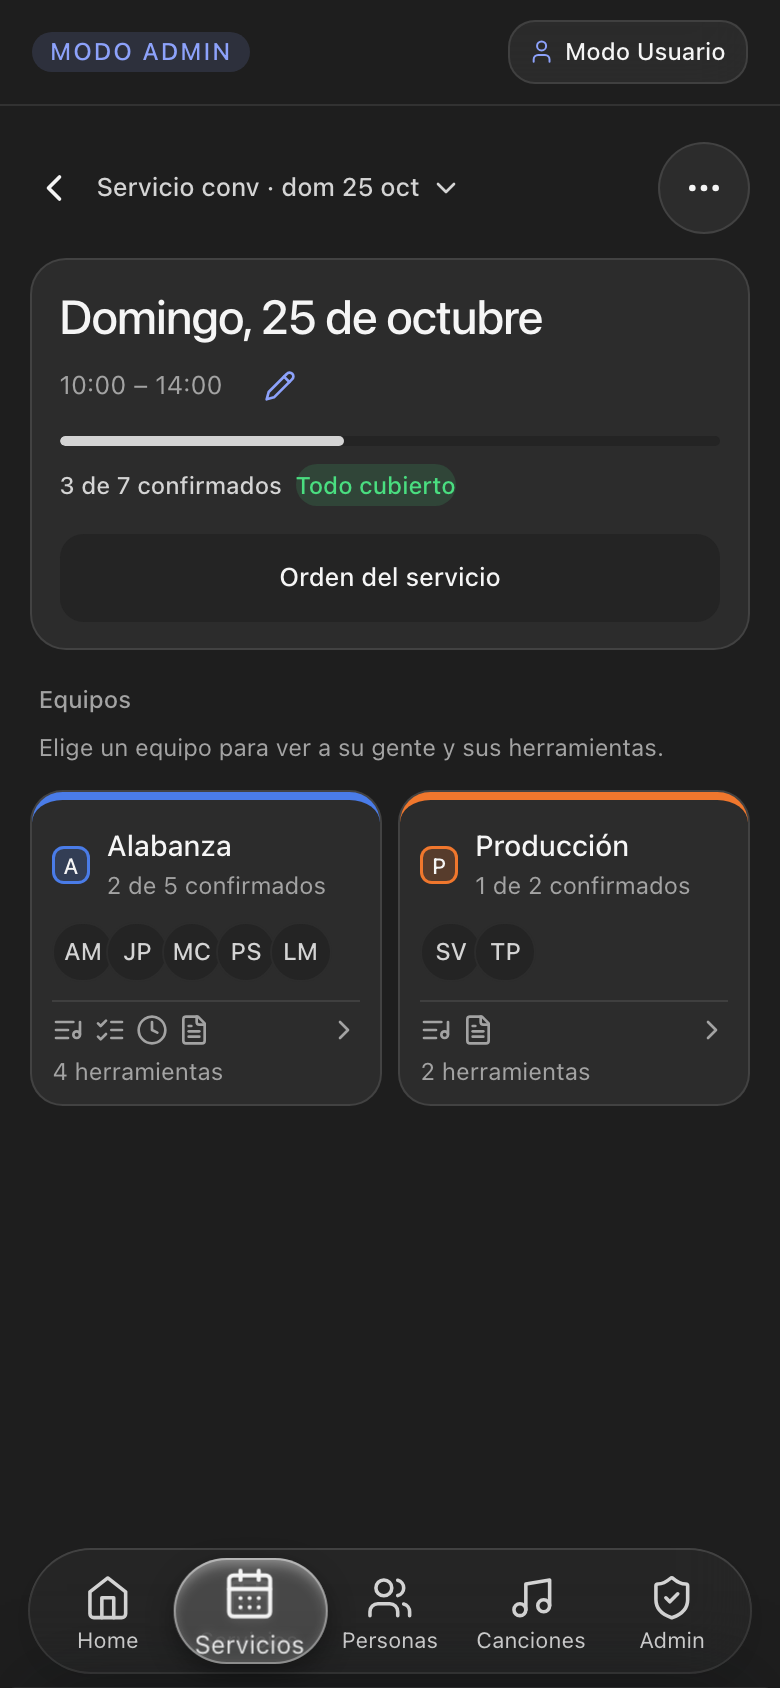 MODO ADMIN
Modo Usuario
Servicio conv · dom 25 oct
Domingo, 25 de octubre
10:00 – 14:00
3 de 7 confirmados Todo cubierto
Orden del servicio
Equipos
Elige un equipo para ver a su gente y sus herramientas.
A Alabanza
2 de 5 confirmados
AM JP MC PS LM
4 herramientas
P Producción
1 de 2 confirmados
SV TP
2 herramientas
Home
Servicios
Personas
Canciones
Admin